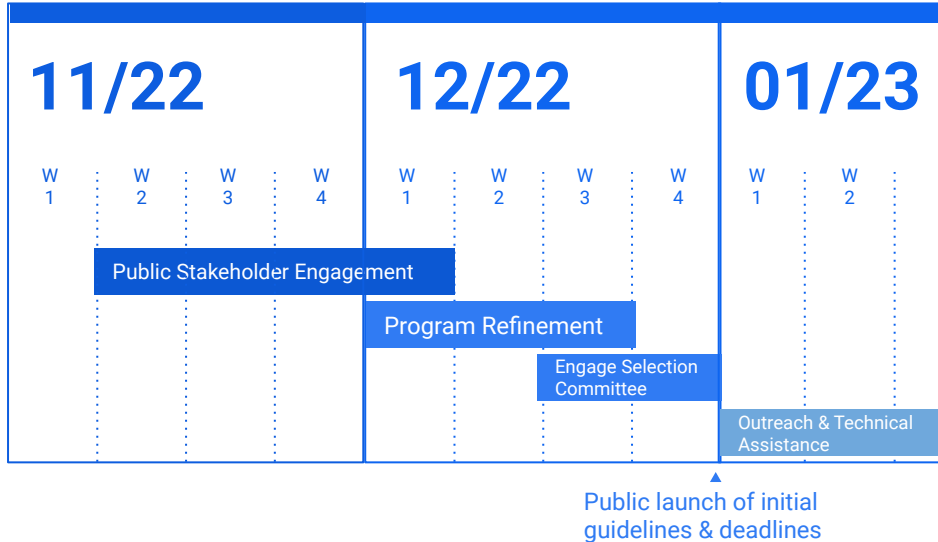 11/22
12/22
01/23
W W W W W W W W W W
1 2 3 4 1 2 3 4 1 2
Public Stakeholder Engagement
Program Refinement
Engage Selection
Committee
Outreach & Technical
Assistance
Public launch of initial
guidelines & deadlines